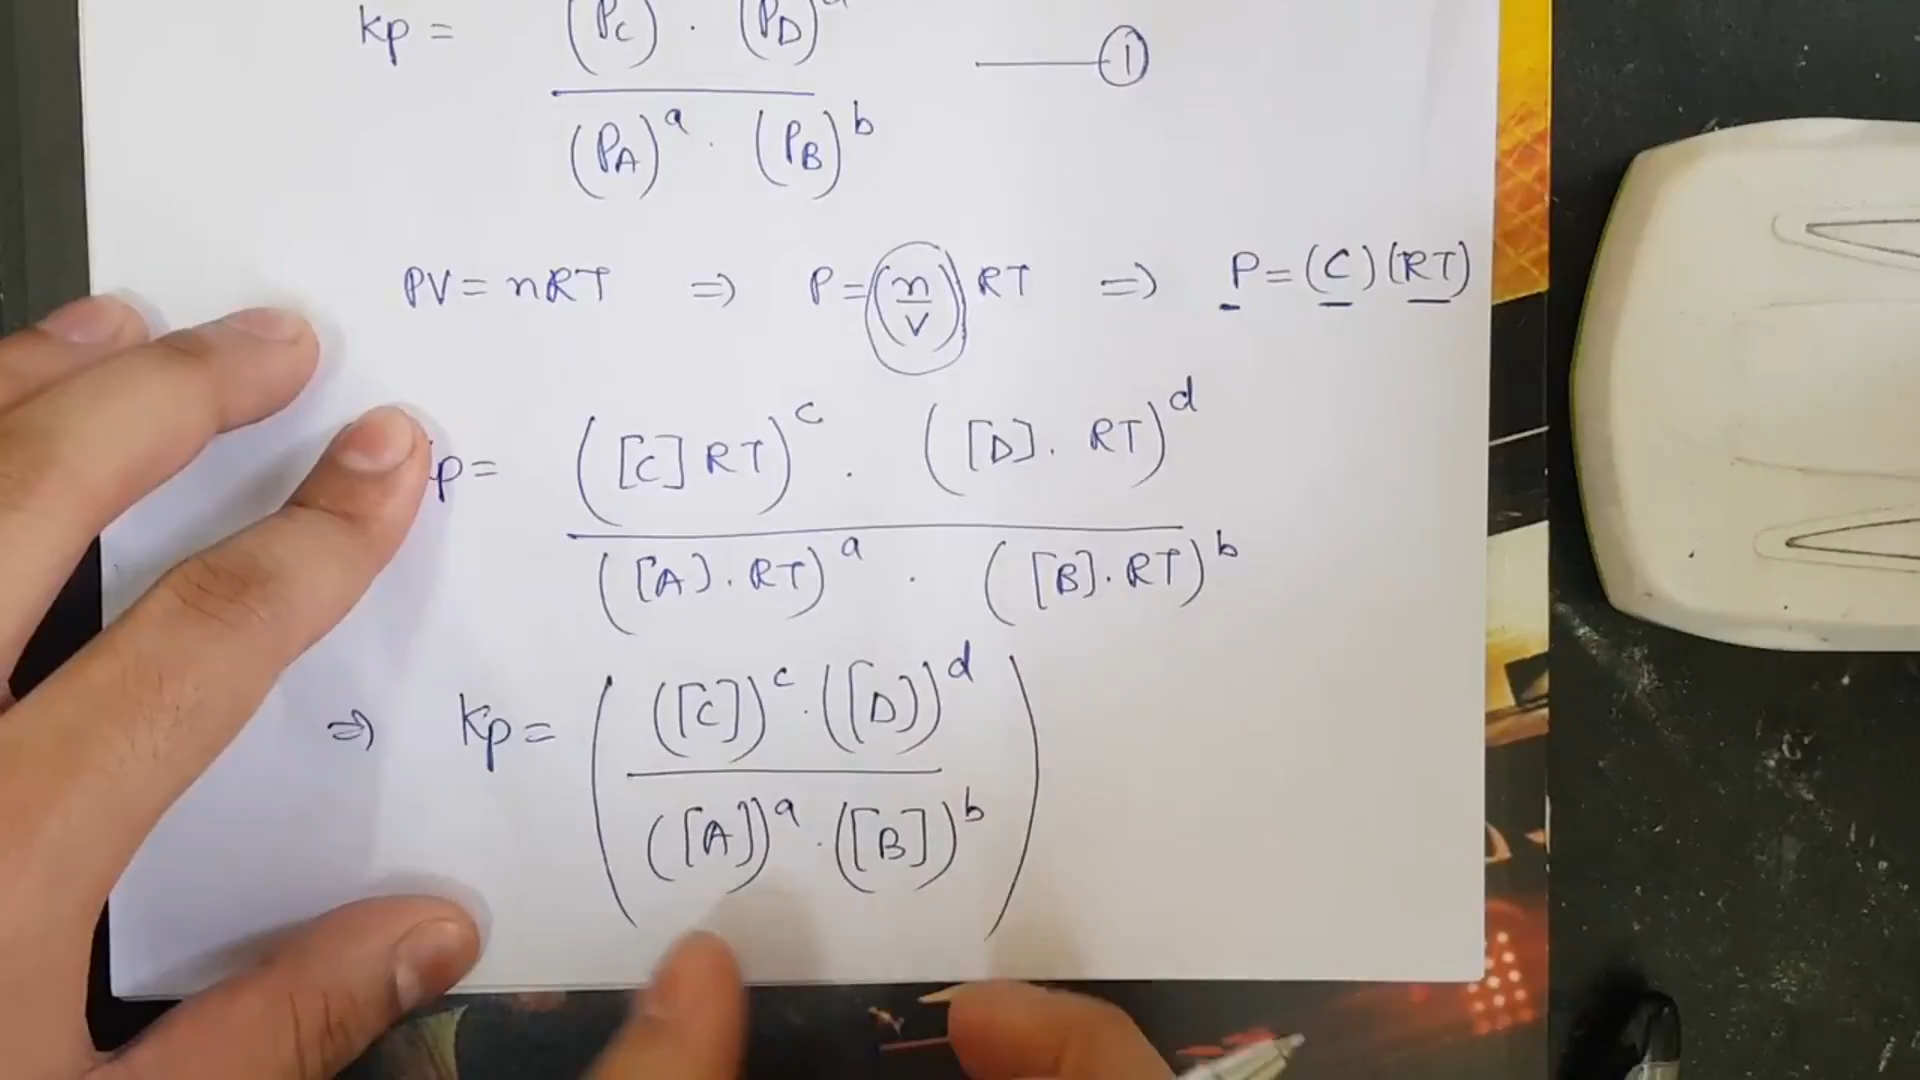 Kp = (PC) . (PD)
(PA)^a . (PB)^b
①
PV = nRT ⇒ P = (n/V) RT ⇒ P = (C)(RT)
p = ([C] RT)^c . ([D]. RT)^d
([A]. RT)^a . ([B]. RT)^b
⇒ Kp = ( ([C])^c . ([D])^d
([A])^a . ([B])^b )